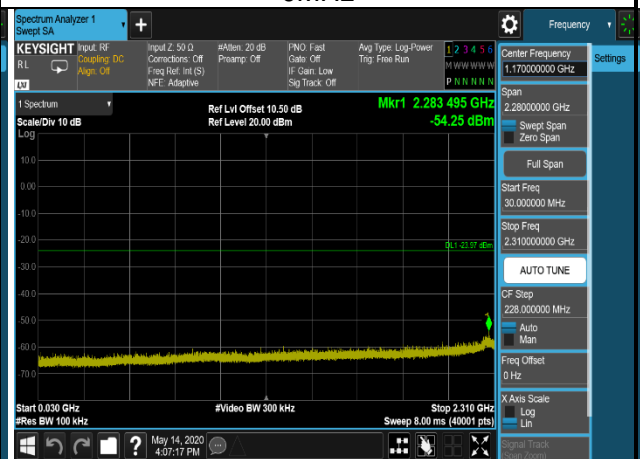 Spectrum Analyzer 1
Swept SA
Frequency
KEYSIGHT
RL
Input: RF
Coupling: DC
Align: Off
Input Z: 50 Ω
Corrections: Off
Freq Ref: Int (S)
NFE: Adaptive
#Atten: 20 dB
Preamp: Off
PNO: Fast
Gate: Off
IF Gain: Low
Sig Track: Off
Avg Type: Log-Power
Trig: Free Run
1 2 3 4 5 6
M W W W W W
P N N N N N
Center Frequency
1.170000000 GHz
Settings
Span
2.28000000 GHz
Swept Span
Zero Span
Full Span
Start Freq
30.000000 MHz
Stop Freq
2.310000000 GHz
AUTO TUNE
CF Step
228.000000 MHz
Auto
Man
Freq Offset
0 Hz
X Axis Scale
Log
Lin
Signal Track
(Span Zoom)
1 Spectrum
Scale/Div 10 dB
Log
Ref Lvl Offset 10.50 dB
Ref Level 20.00 dBm
Mkr1 2.283 495 GHz
-54.25 dBm
10.0
0.00
-10.0
-20.0
DL1 -23.97 dBm
-30.0
-40.0
-50.0
-60.0
-70.0
Start 0.030 GHz
#Res BW 100 kHz
#Video BW 300 kHz
Stop 2.310 GHz
Sweep 8.00 ms (40001 pts)
?
May 14, 2020
4:07:17 PM